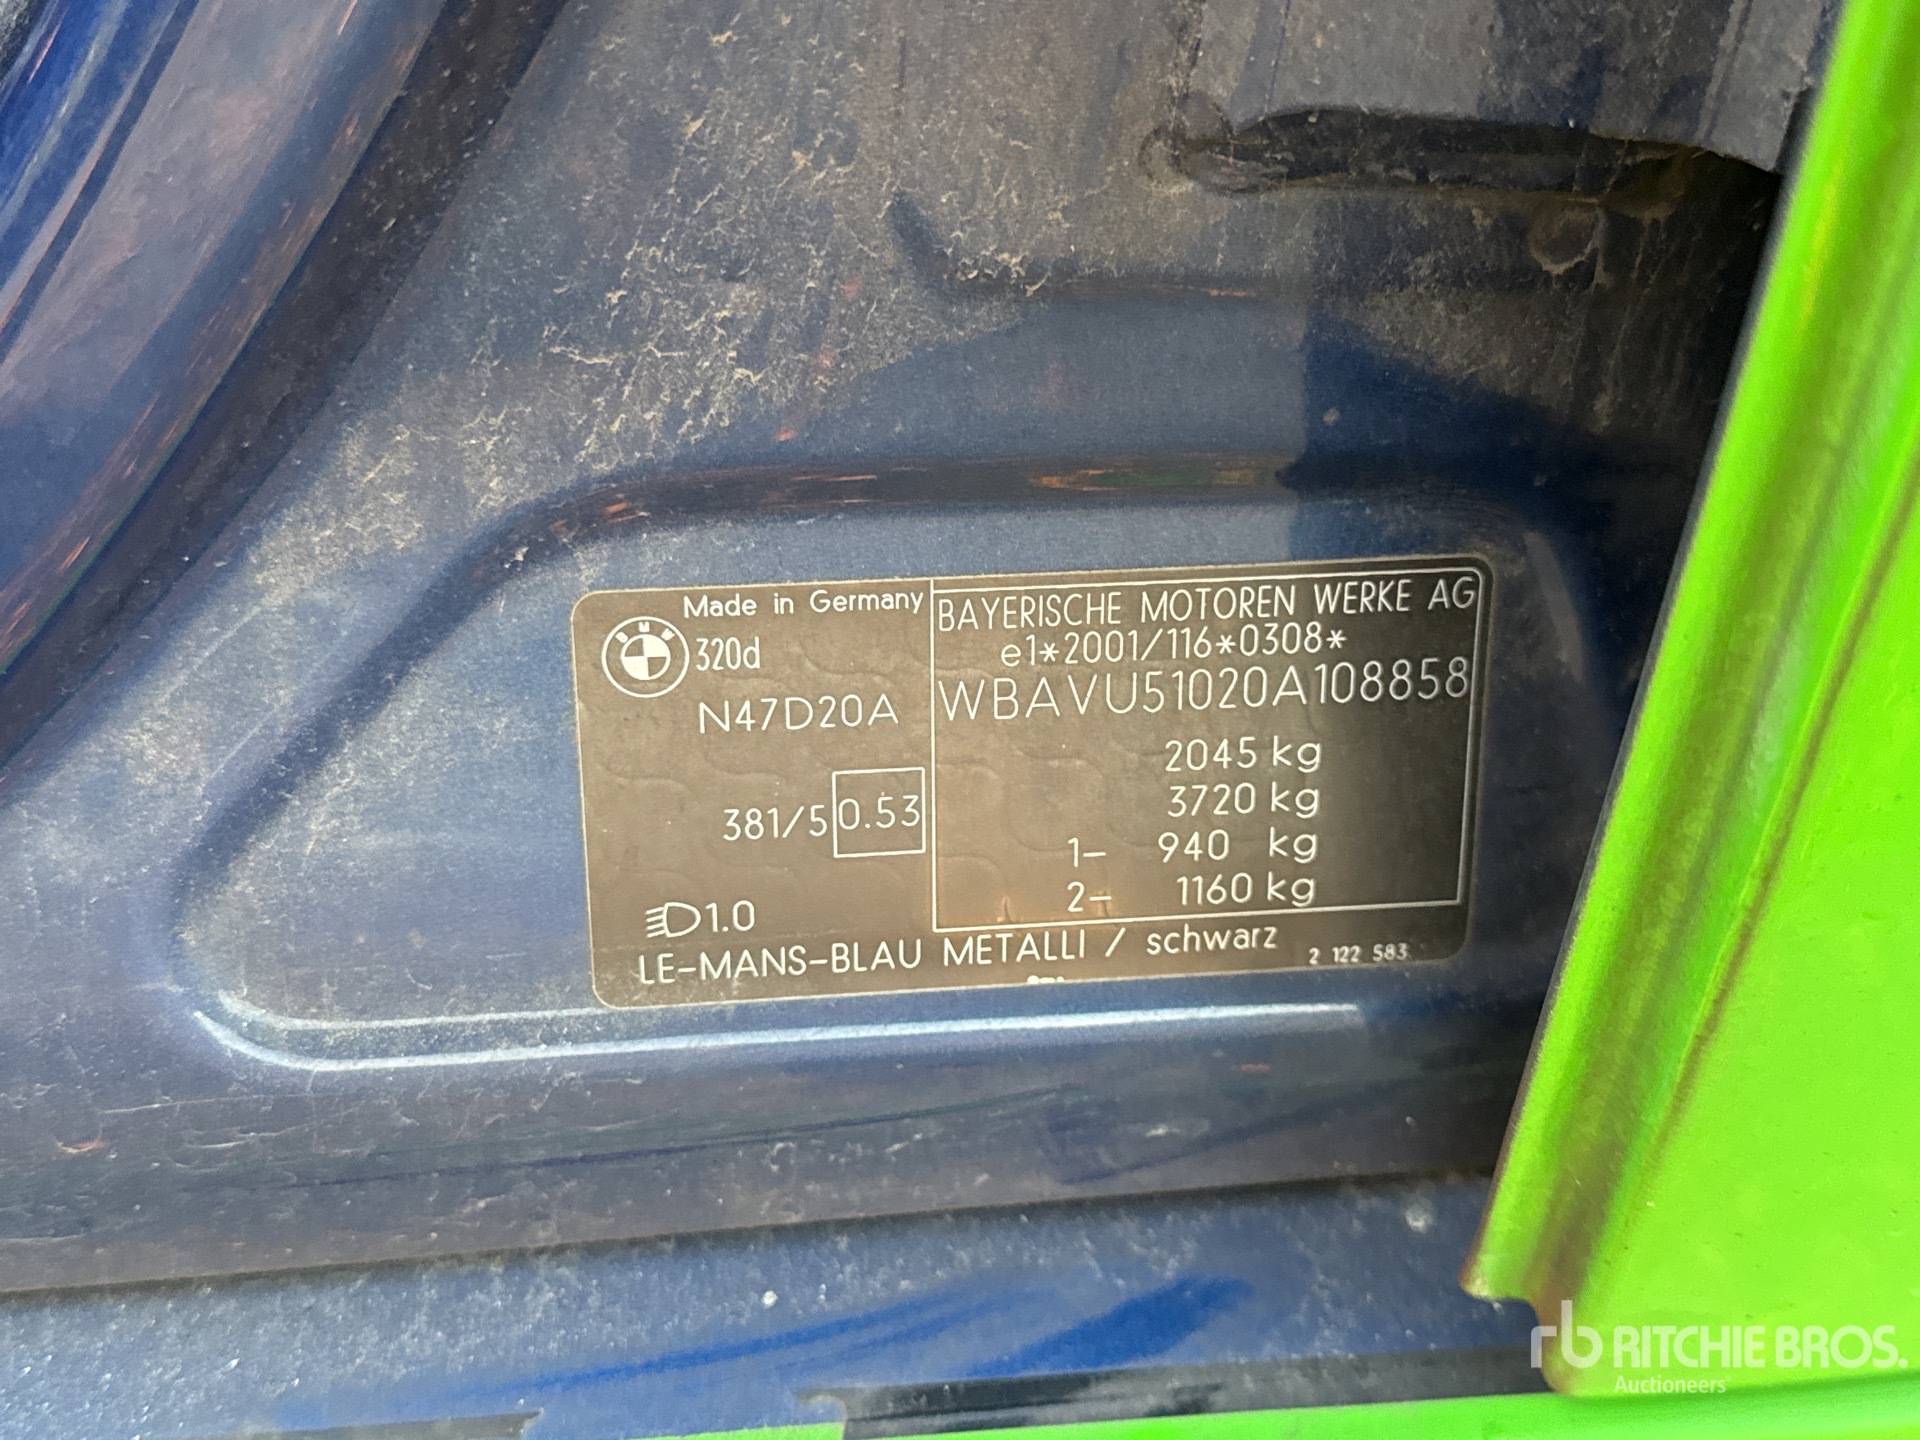 Made in Germany
BMW
320d
N47D20A
381/5 0.53
1.0
BAYERISCHE MOTOREN WERKE AG
e1*2001/116*0308*
WBAVU51020A108858
2045 kg
3720 kg
1- 940 kg
2- 1160 kg
LE-MANS-BLAU METALLI / schwarz
2 122 583
rb RITCHIE BROS.
Auctioneers